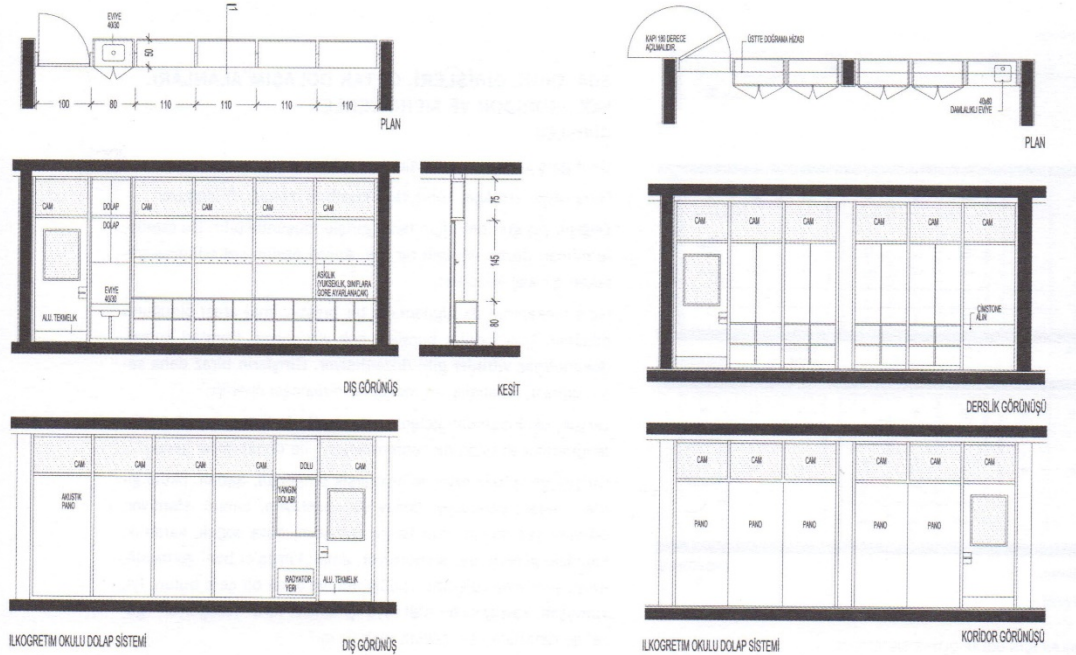 EVİYE
40/30
50
100
80
110
110
110
110
PLAN
CAM
DOLAP
CAM
CAM
CAM
CAM
DOLAP
ASKILIK
(YÜKSEKLİK, SINIFLARA
GÖRE AYARLANACAK)
EVİYE
40/30
ALU. TEKMELİK
75
145
80
DIŞ GÖRÜNÜŞ
KESİT
CAM
CAM
CAM
CAM
DOLU
CAM
AKUSTİK
PANO
YANGIN
DOLABI
RADYATÖR
YERİ
ALU. TEKMELİK
ILKOGRETIM OKULU DOLAP SİSTEMİ
DIŞ GÖRÜNÜŞ
KAPI 180 DERECE
AÇILMALIDIR.
ÜSTTE DOĞRAMA HİZASI
40x80
DAMLALIKLI EVİYE
PLAN
CAM
CAM
CAM
CAM
CAM
CAM
ÇİMSTONE
ALIN
DERSLİK GÖRÜNÜŞÜ
CAM
CAM
CAM
CAM
CAM
CAM
PANO
PANO
PANO
PANO
PANO
ILKOGRETIM OKULU DOLAP SİSTEMİ
KORİDOR GÖRÜNÜŞÜ